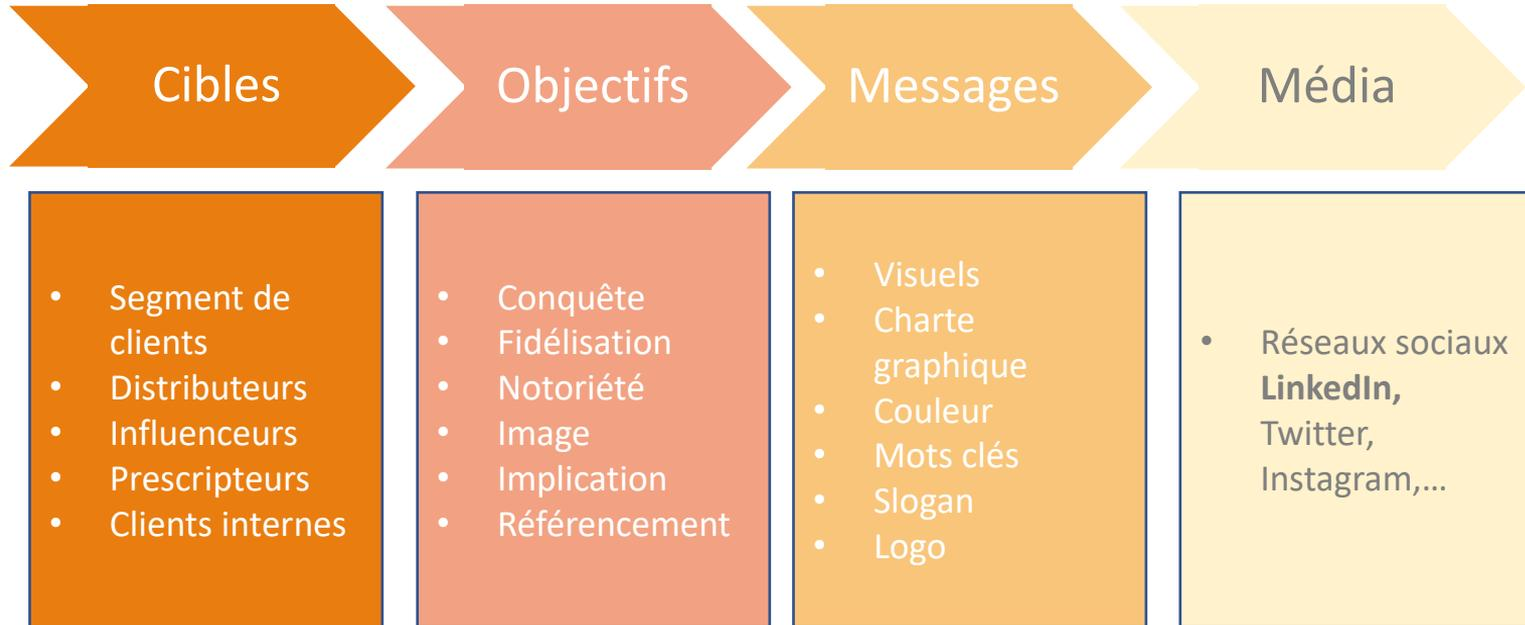 Cibles
Objectifs
Messages
Média
• Segment de
clients
• Distributeurs
• Influenceurs
• Prescripteurs
• Clients internes
• Conquête
• Fidélisation
• Notoriété
• Image
• Implication
• Référencement
• Visuels
• Charte
graphique
• Couleur
• Mots clés
• Slogan
• Logo
• Réseaux sociaux
LinkedIn,
Twitter,
Instagram,…